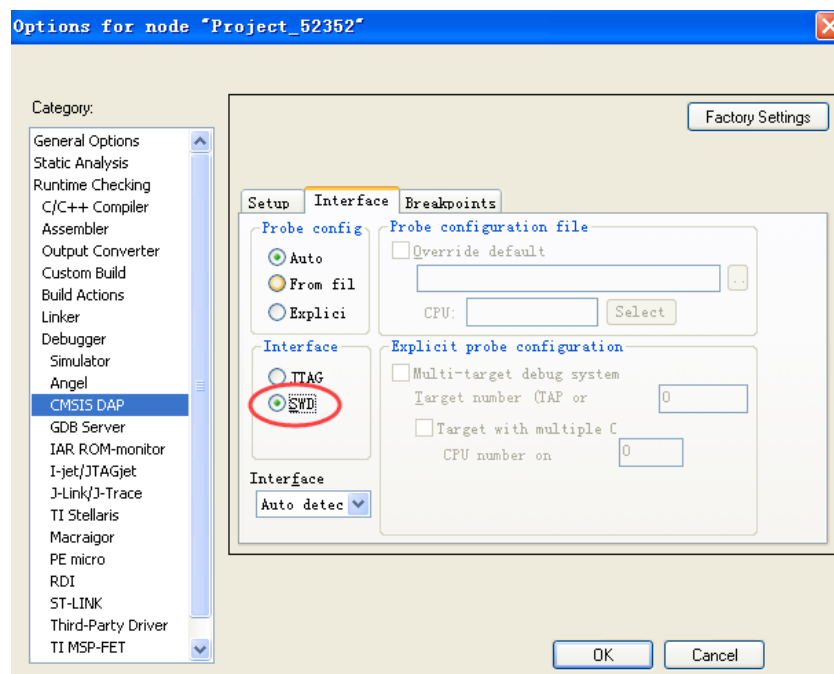 Options for node "Project_52352"
Category:
General Options
Static Analysis
Runtime Checking
C/C++ Compiler
Assembler
Output Converter
Custom Build
Build Actions
Linker
Debugger
Simulator
Angel
CMSIS DAP
GDB Server
IAR ROM-monitor
I-jet/JTAGjet
J-Link/J-Trace
TI Stellaris
Macraigor
PE micro
RDI
ST-LINK
Third-Party Driver
TI MSP-FET
Factory Settings
Setup Interface Breakpoints
Probe config
Auto
From fil
Explici
Probe configuration file
Override default
..
CPU: Select
Interface
JTAG
SWD
Explicit probe configuration
Multi-target debug system
Target number (TAP or 0
Target with multiple C
CPU number on 0
Interface
Auto detec
OK Cancel